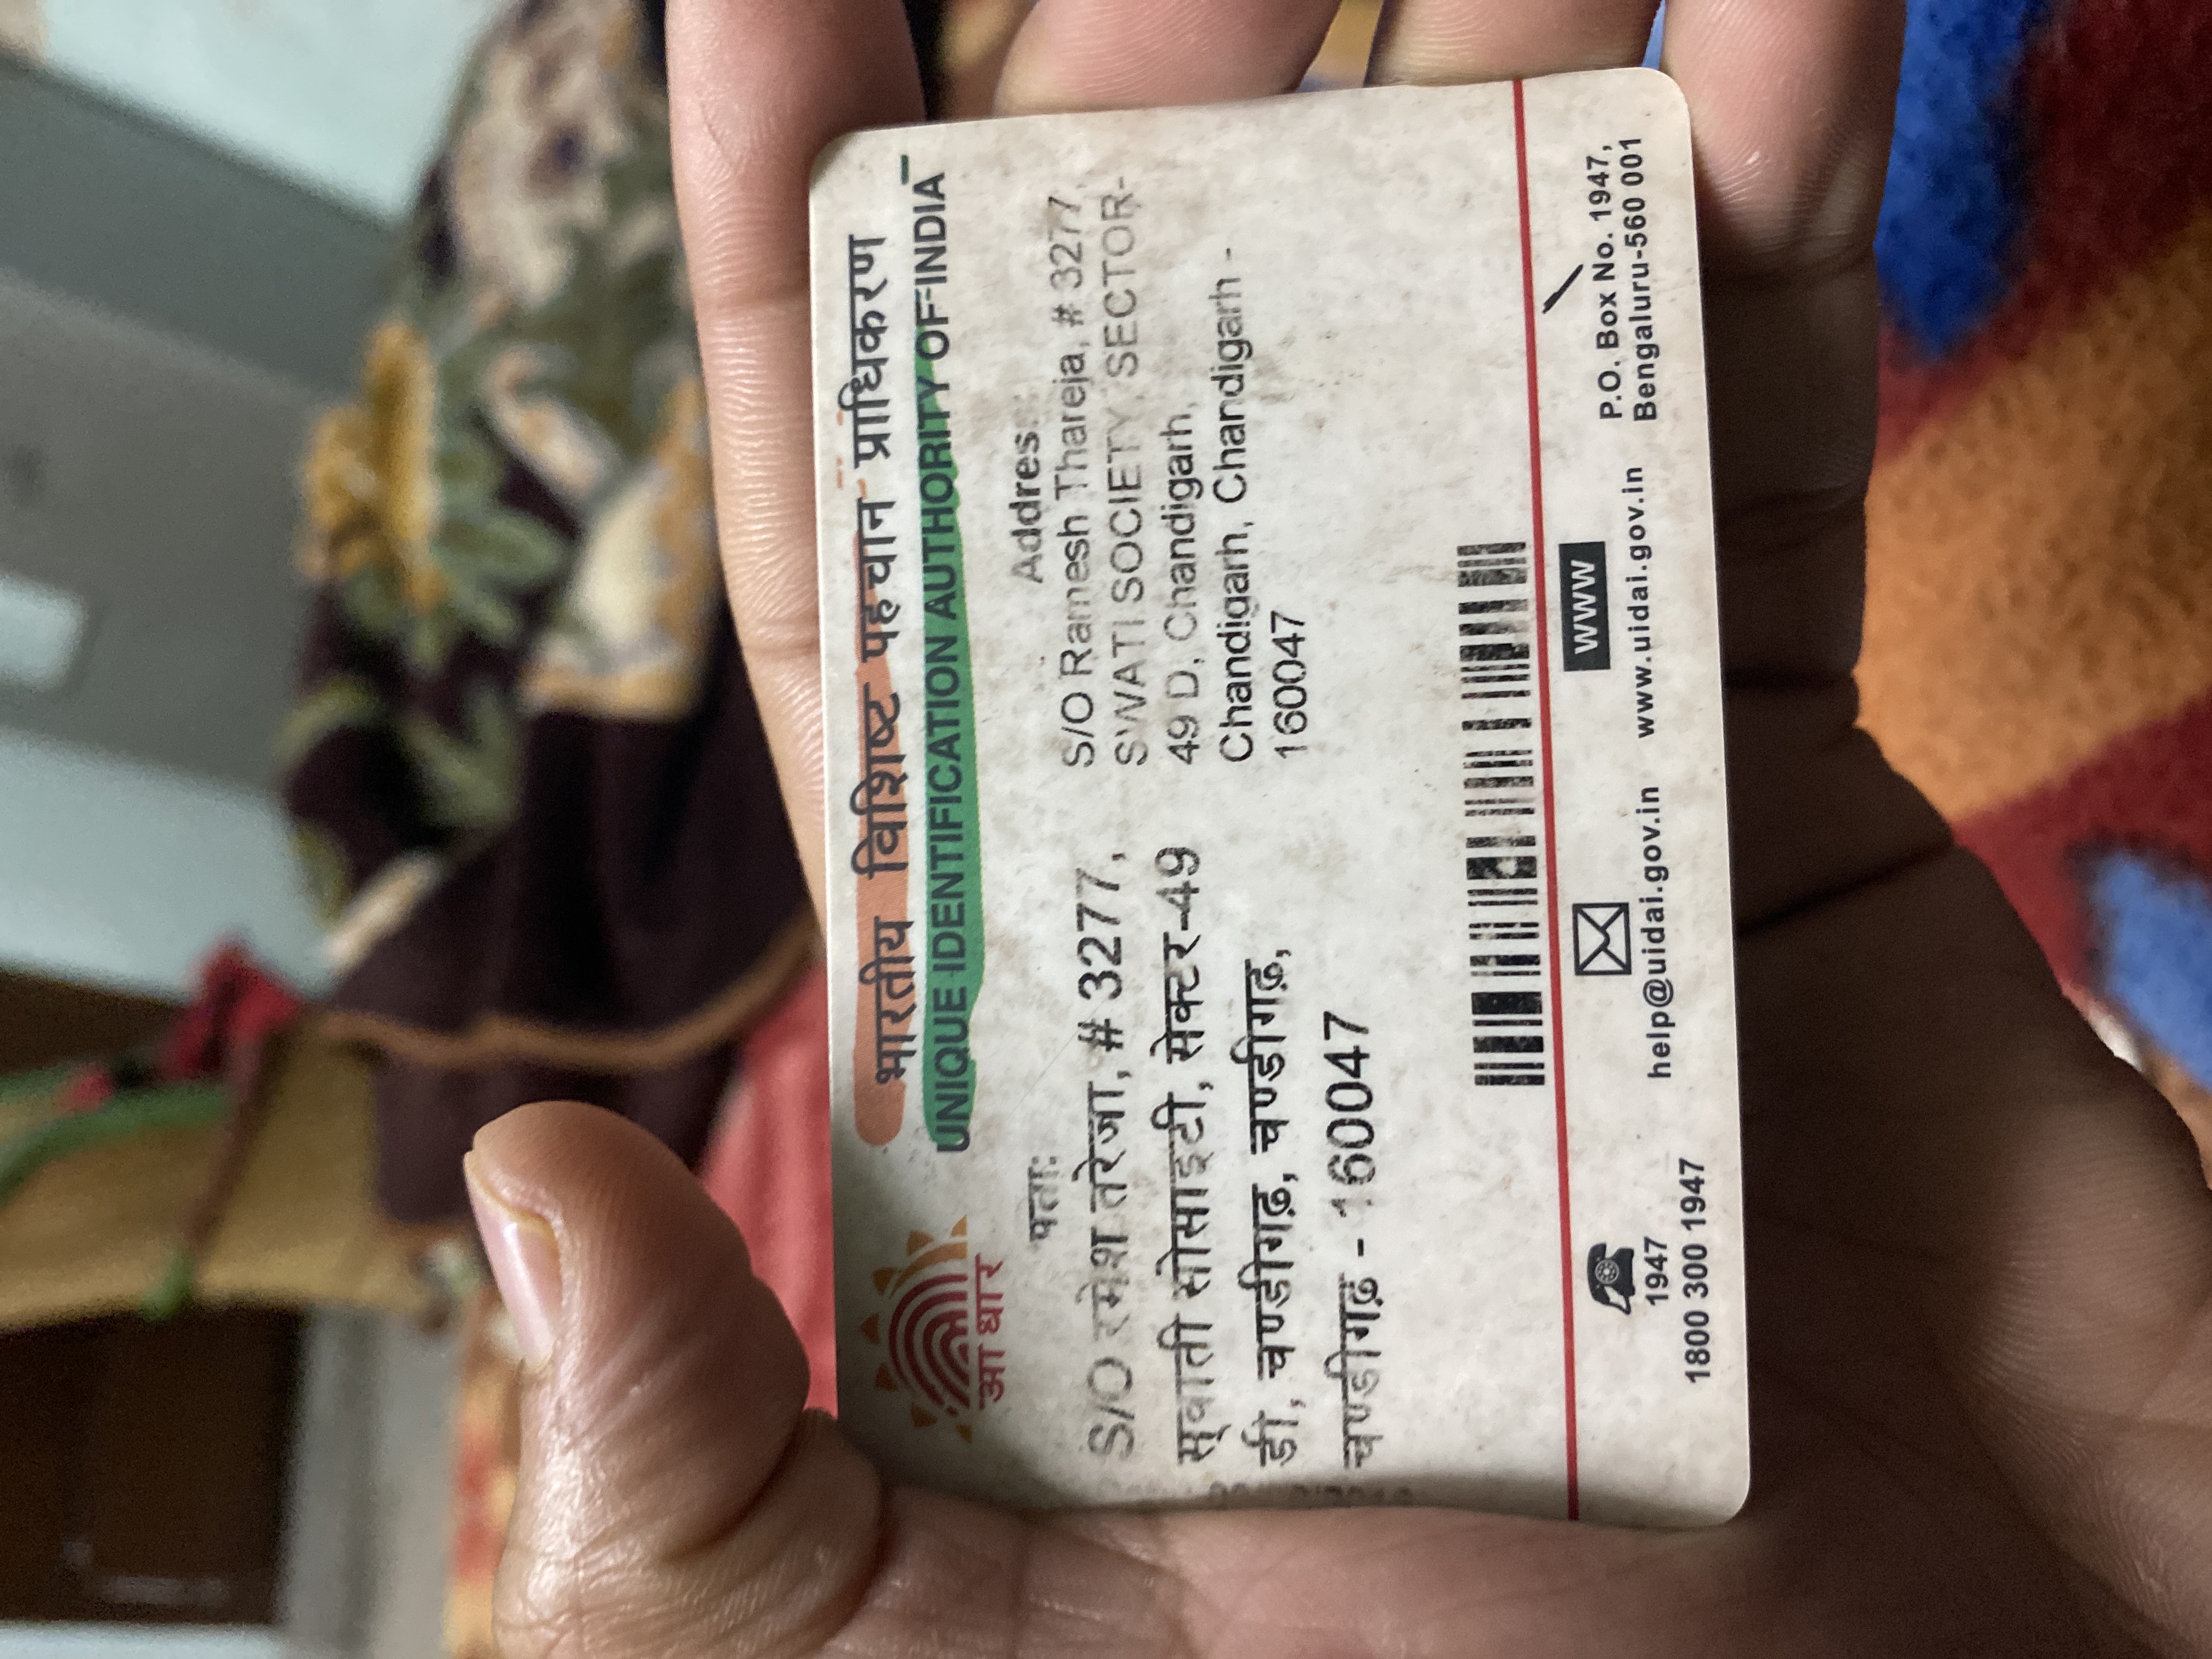 भारतीय विशिष्ट पहचान प्राधिकरण
UNIQUE IDENTIFICATION AUTHORITY OF INDIA
आधार
पता:
S/O रमेश तरेजा, # 3277,
स्वाती सोसाइटी, सेक्टर-49
डी, चण्डीगढ़, चण्डीगढ़,
चण्डीगढ़ - 160047
Address:
S/O Ramesh Thareja, # 3277,
SWATI SOCIETY, SECTOR-
49 D, Chandigarh,
Chandigarh, Chandigarh -
160047
1947
1800 300 1947
help@uidai.gov.in
WWW
www.uidai.gov.in
P.O. Box No. 1947,
Bengaluru-560 001